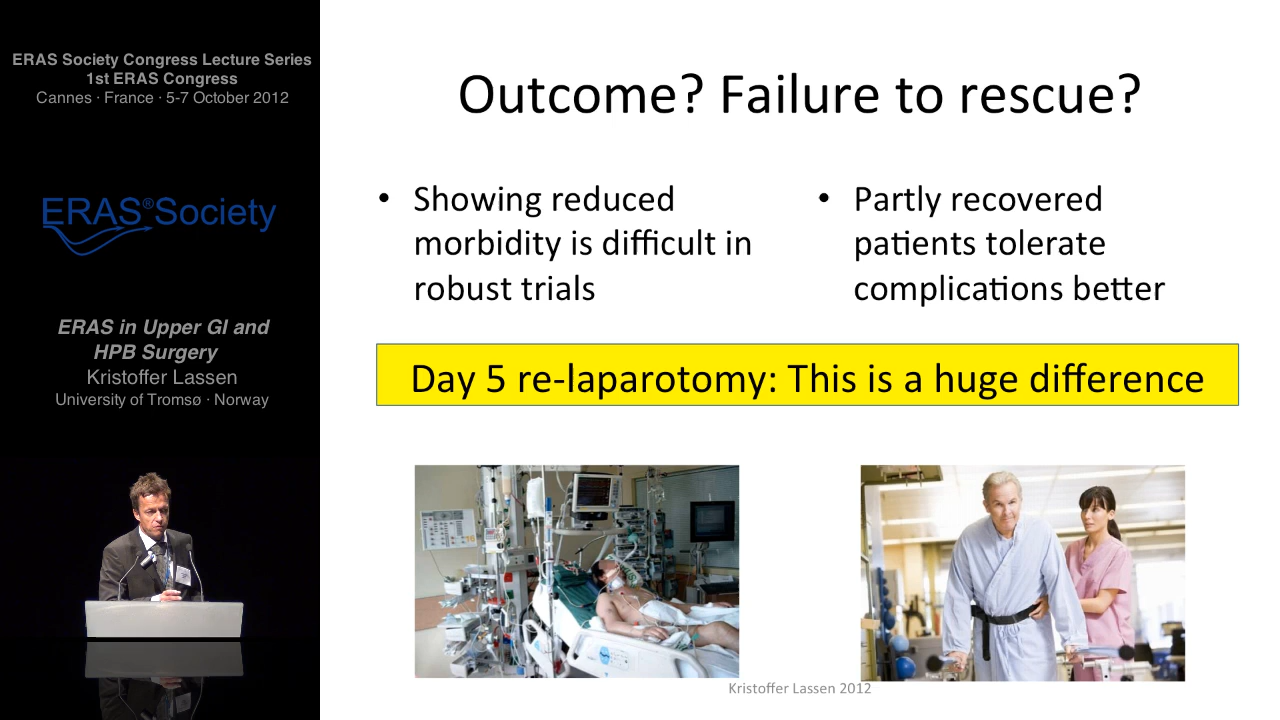 ERAS Society Congress Lecture Series
1st ERAS Congress
Cannes · France · 5-7 October 2012
ERAS®Society
ERAS in Upper GI and
HPB Surgery
Kristoffer Lassen
University of Tromsø · Norway
Outcome? Failure to rescue?
• Showing reduced
morbidity is difficult in
robust trials
• Partly recovered
patients tolerate
complications better
Day 5 re-laparotomy: This is a huge difference
Kristoffer Lassen 2012